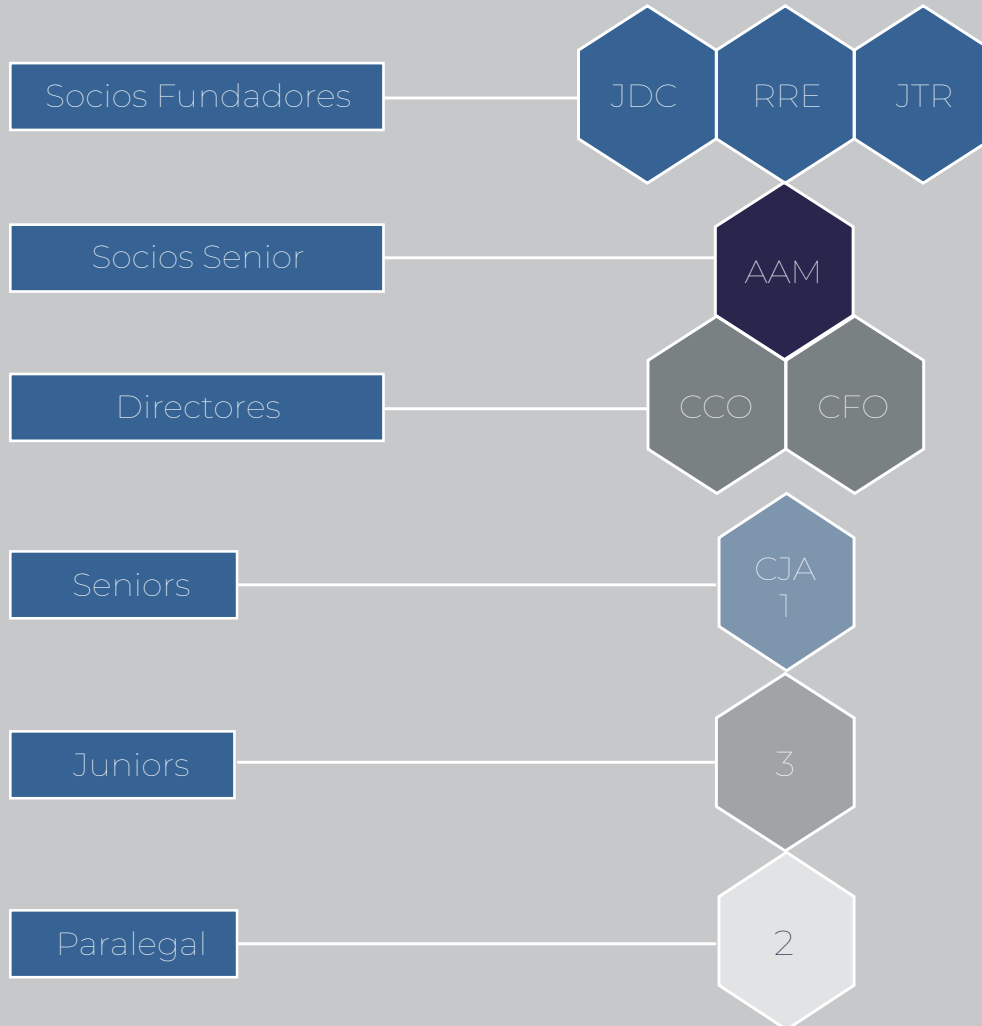 Socios Fundadores
JDC
RRE
JTR
Socios Senior
AAM
Directores
CCO
CFO
Seniors
CJA
1
Juniors
3
Paralegal
2